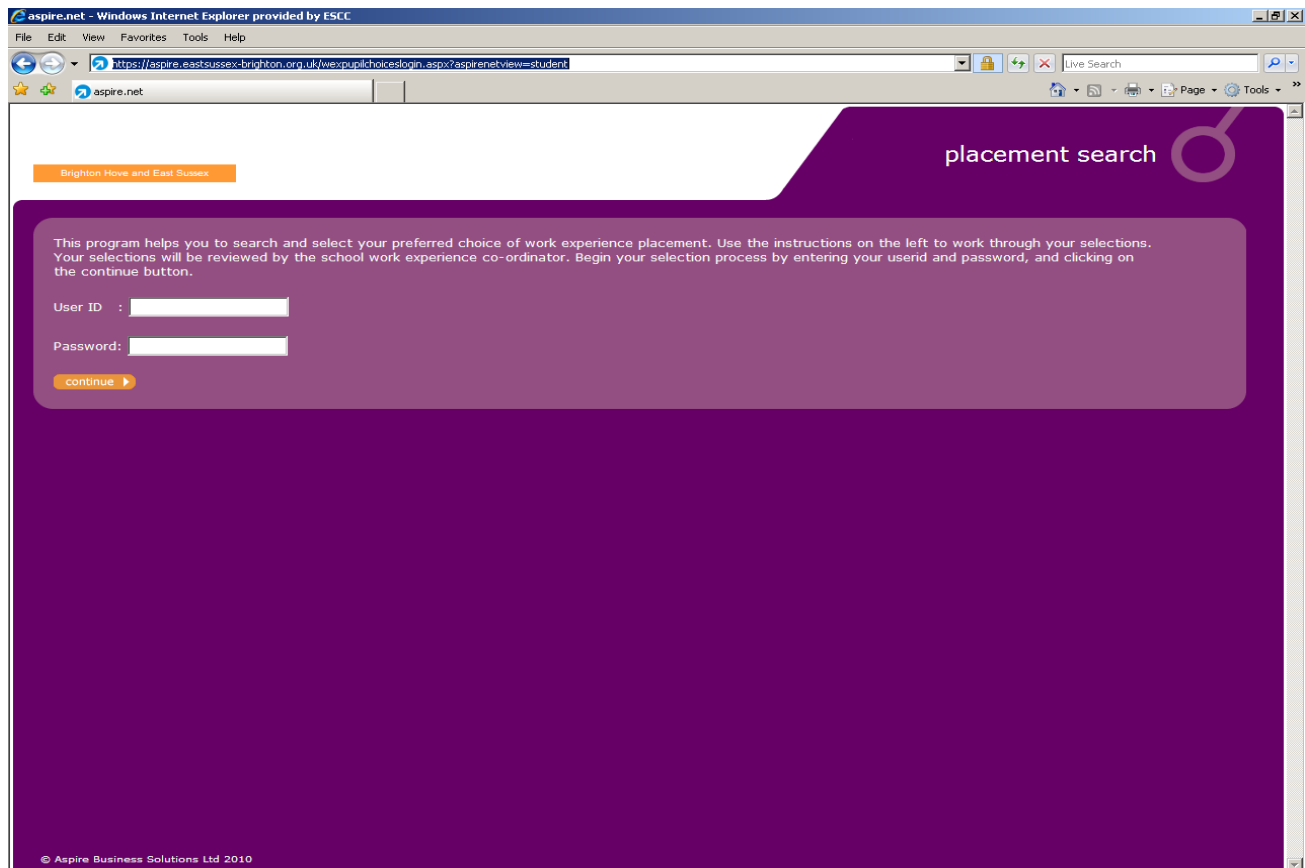 aspire.net - Windows Internet Explorer provided by ESCC
File Edit View Favorites Tools Help
https://aspire.eastsussex-brighton.org.uk/wexpupilchoiceslogin.aspx?aspirenetview=student
Live Search
aspire.net
Page Tools
placement search
Brighton Hove and East Sussex
This program helps you to search and select your preferred choice of work experience placement. Use the instructions on the left to work through your selections.
Your selections will be reviewed by the school work experience co-ordinator. Begin your selection process by entering your userid and password, and clicking on
the continue button.
User ID :
Password:
continue
© Aspire Business Solutions Ltd 2010